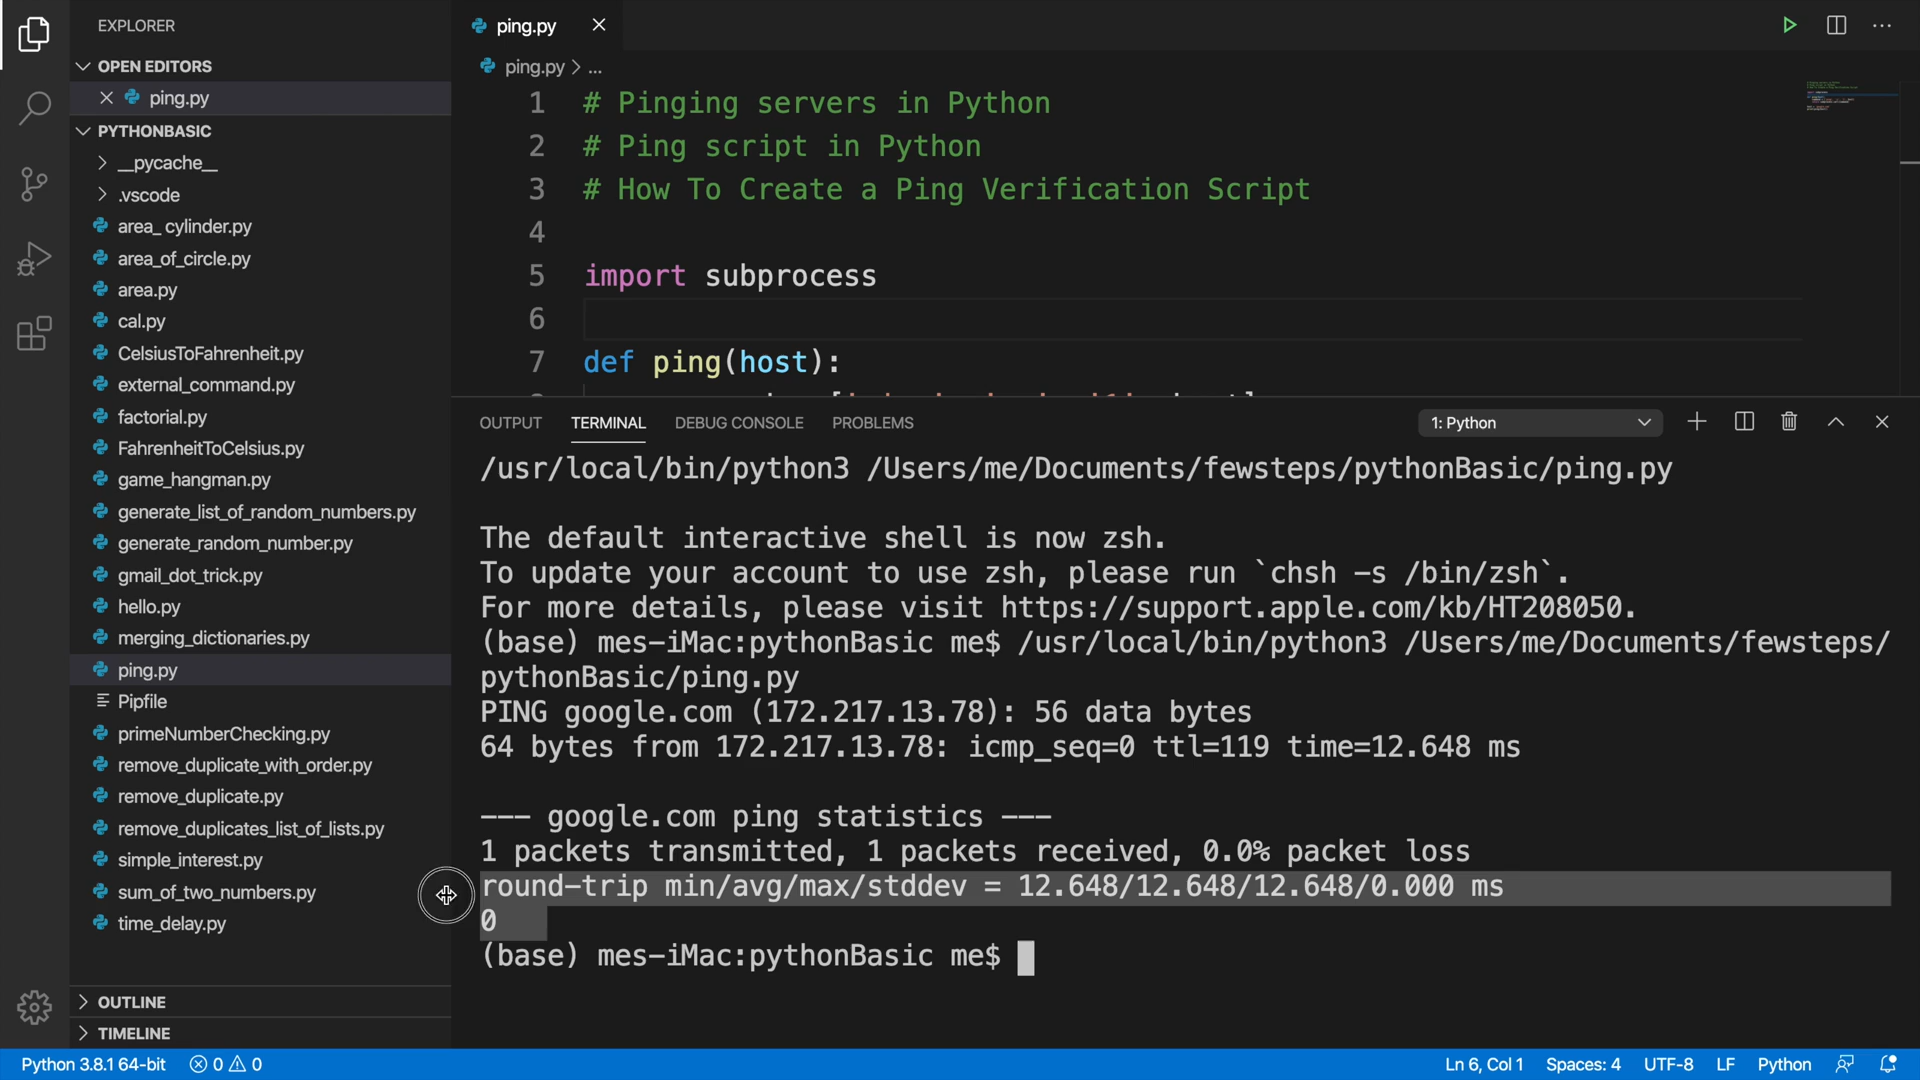 EXPLORER
OPEN EDITORS
ping.py
PYTHONBASIC
__pycache__
.vscode
area_ cylinder.py
area_of_circle.py
area.py
cal.py
CelsiusToFahrenheit.py
external_command.py
factorial.py
FahrenheitToCelsius.py
game_hangman.py
generate_list_of_random_numbers.py
generate_random_number.py
gmail_dot_trick.py
hello.py
merging_dictionaries.py
ping.py
Pipfile
primeNumberChecking.py
remove_duplicate_with_order.py
remove_duplicate.py
remove_duplicates_list_of_lists.py
simple_interest.py
sum_of_two_numbers.py
time_delay.py
OUTLINE
TIMELINE
ping.py
ping.py > ...
1 # Pinging servers in Python
2 # Ping script in Python
3 # How To Create a Ping Verification Script
4
5 import subprocess
6
7 def ping(host):
OUTPUT TERMINAL DEBUG CONSOLE PROBLEMS 1: Python
/usr/local/bin/python3 /Users/me/Documents/fewsteps/pythonBasic/ping.py
The default interactive shell is now zsh.
To update your account to use zsh, please run `chsh -s /bin/zsh`.
For more details, please visit https://support.apple.com/kb/HT208050.
(base) mes-iMac:pythonBasic me$ /usr/local/bin/python3 /Users/me/Documents/fewsteps/
pythonBasic/ping.py
PING google.com (172.217.13.78): 56 data bytes
64 bytes from 172.217.13.78: icmp_seq=0 ttl=119 time=12.648 ms
--- google.com ping statistics ---
1 packets transmitted, 1 packets received, 0.0% packet loss
round-trip min/avg/max/stddev = 12.648/12.648/12.648/0.000 ms
0
(base) mes-iMac:pythonBasic me$
Python 3.8.1 64-bit 0 0 Ln 6, Col 1 Spaces: 4 UTF-8 LF Python